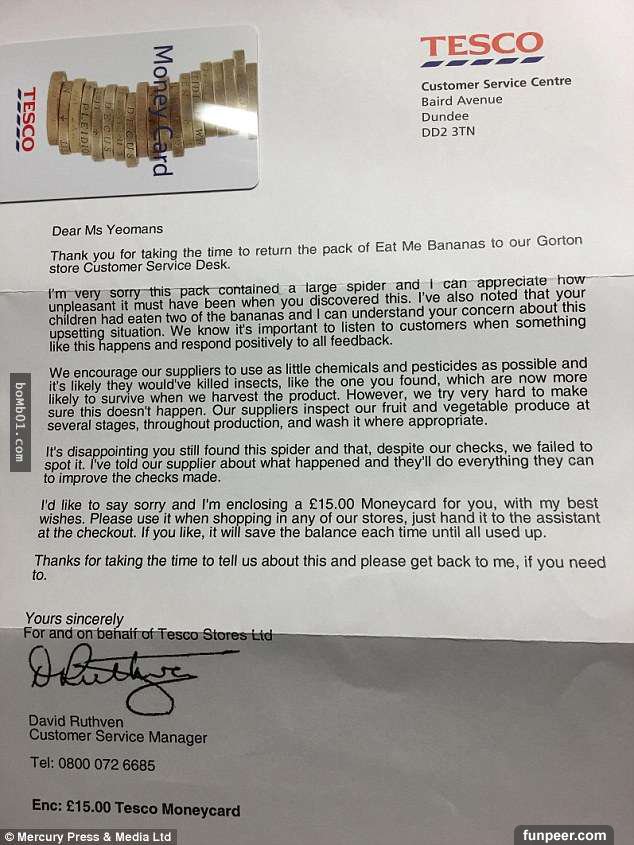 TESCO
Money Card
TESCO
Customer Service Centre
Baird Avenue
Dundee
DD2 3TN
Dear Ms Yeomans
Thank you for taking the time to return the pack of Eat Me Bananas to our Gorton
store Customer Service Desk.
I'm very sorry this pack contained a large spider and I can appreciate how
unpleasant it must have been when you discovered this. I've also noted that your
children had eaten two of the bananas and I can understand your concern about this
upsetting situation. We know it's important to listen to customers when something
like this happens and respond positively to all feedback.
We encourage our suppliers to use as little chemicals and pesticides as possible and
it's likely they would've killed insects, like the one you found, which are now more
likely to survive when we harvest the product. However, we try very hard to make
sure this doesn't happen. Our suppliers inspect our fruit and vegetable produce at
several stages, throughout production, and wash it where appropriate.
It's disappointing you still found this spider and that, despite our checks, we failed to
spot it. I've told our supplier about what happened and they'll do everything they can
to improve the checks made.
I'd like to say sorry and I'm enclosing a £15.00 Moneycard for you, with my best
wishes. Please use it when shopping in any of our stores, just hand it to the assistant
at the checkout. If you like, it will save the balance each time until all used up.
Thanks for taking the time to tell us about this and please get back to me, if you need
to.
Yours sincerely
For and on behalf of Tesco Stores Ltd
D Ruthven
David Ruthven
Customer Service Manager
Tel: 0800 072 6685
Enc: £15.00 Tesco Moneycard
boMb01.com
© Mercury Press & Media Ltd
funpeer.com